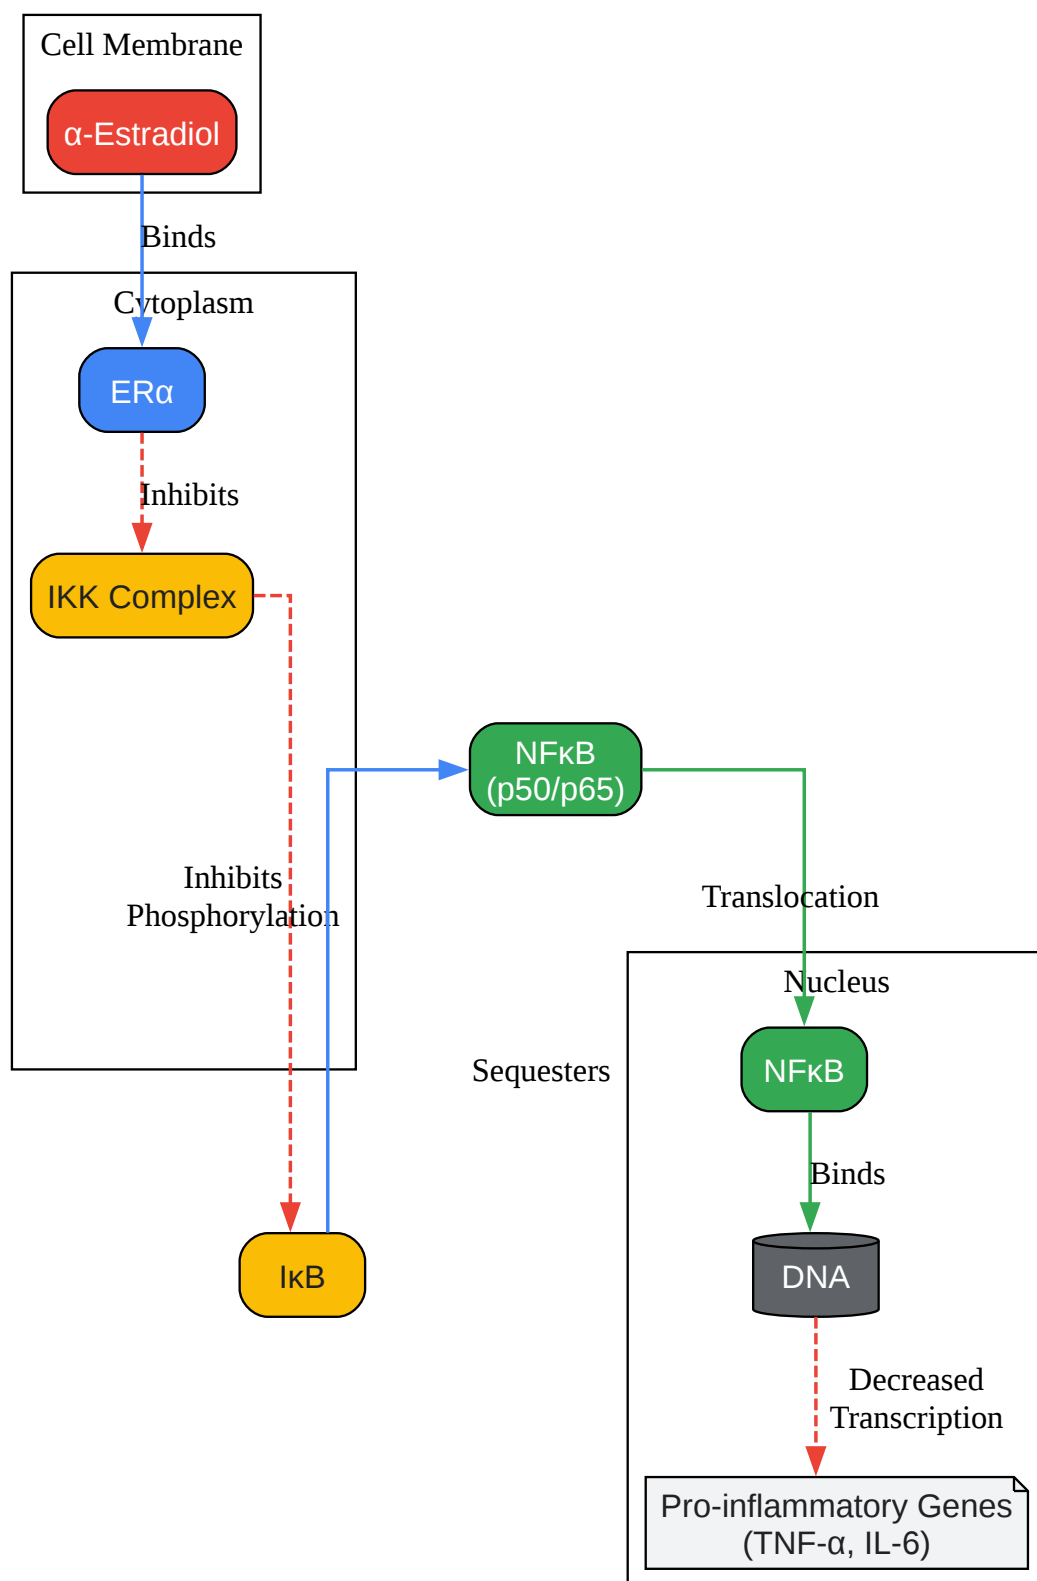 Cell Membrane
α-Estradiol
Binds
Cytoplasm
ERα
Inhibits
IKK Complex
NFκB
(p50/p65)
Inhibits
Phosphorylation
Translocation
Nucleus
Sequesters
NFκB
Binds
IκB
DNA
Decreased
Transcription
Pro-inflammatory Genes
(TNF-α, IL-6)